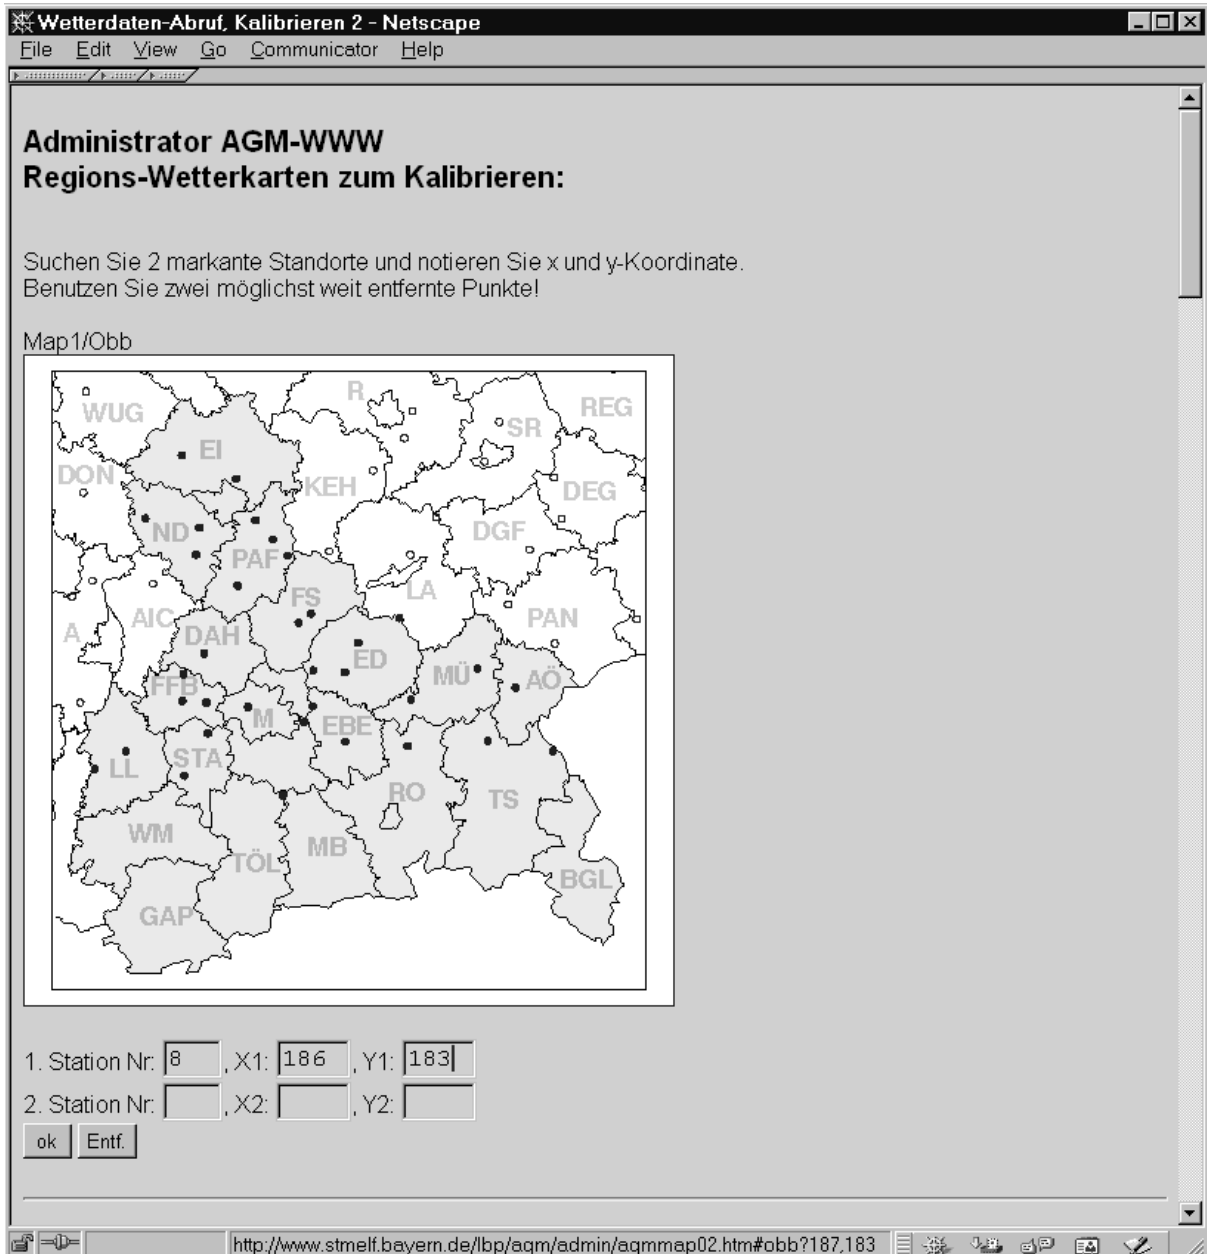 Wetterdaten-Abruf, Kalibrieren 2 - Netscape
File Edit View Go Communicator Help
Administrator AGM-WWW
Regions-Wetterkarten zum Kalibrieren:
Suchen Sie 2 markante Standorte und notieren Sie x und y-Koordinate.
Benutzen Sie zwei möglichst weit entfernte Punkte!
Map1/Obb
WUG R SR REG
EI
DON KEH DEG
ND PAF DGF
FS LA
A AIC DAH PAN
ED
FFB MÜ AÖ
M EBE
LL STA
RO TS
WM TÖL MB
BGL
GAP
1. Station Nr: 8 , X1: 186 , Y1: 183
2. Station Nr: , X2: , Y2:
ok Entf.
http://www.stmelf.bayern.de/lbp/agm/admin/agmmap02.htm#obb?187,183